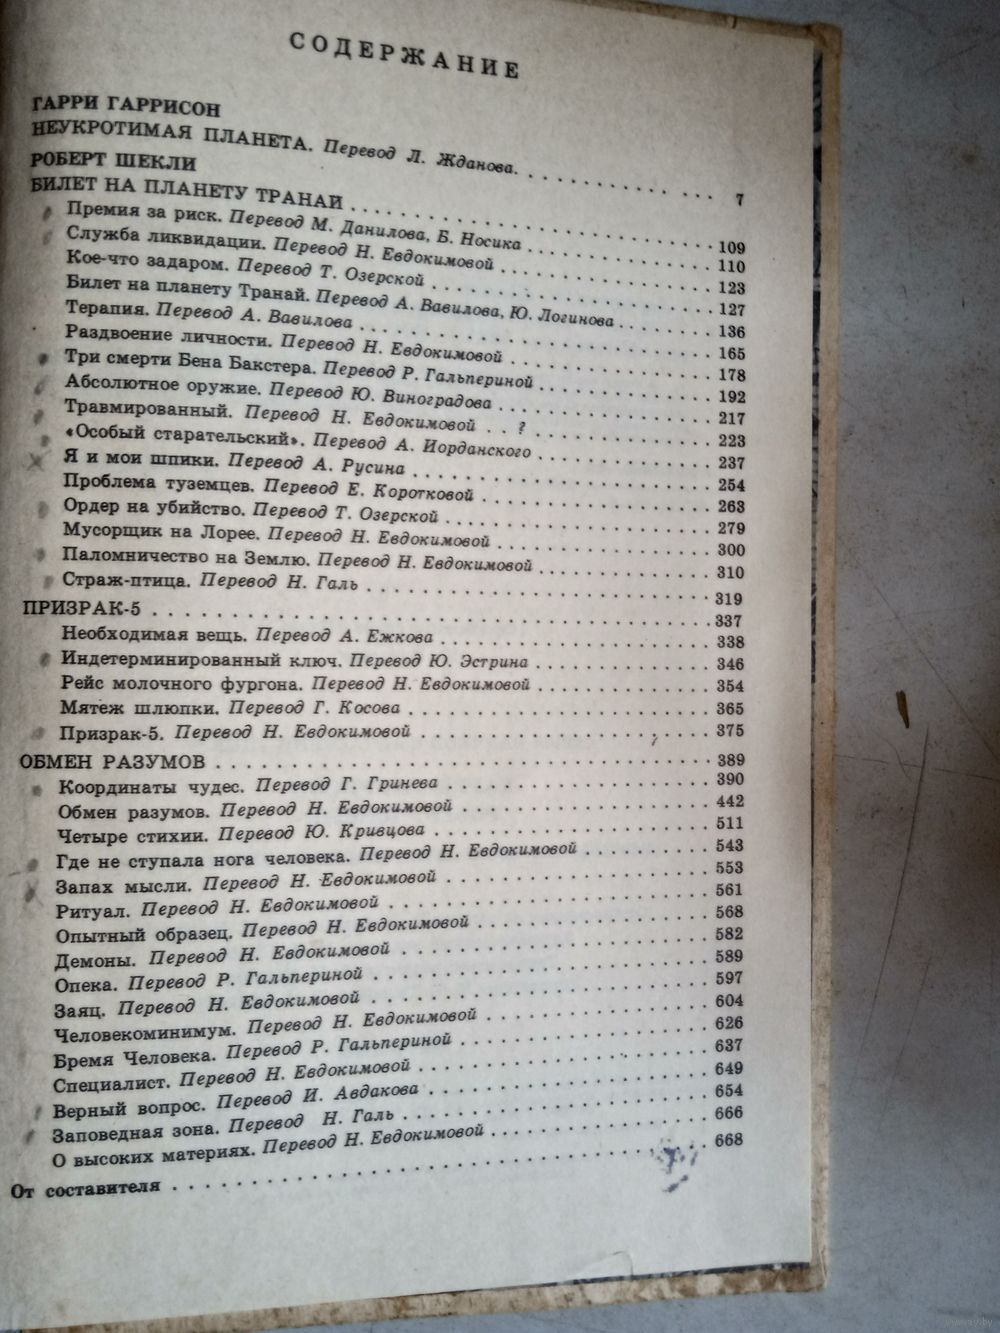 СОДЕРЖАНИЕ
ГАРРИ ГАРРИСОН
НЕУКРОТИМАЯ ПЛАНЕТА. Перевод Л. Жданова. . . . . . . . . . . . 7
РОБЕРТ ШЕКЛИ
БИЛЕТ НА ПЛАНЕТУ ТРАНАЙ . . . . . . . . . . . . 109
Премия за риск. Перевод М. Данилова, Б. Носика . . . . . . . . . . . . 110
Служба ликвидации. Перевод Н. Евдокимовой . . . . . . . . . . . . 123
Кое-что задаром. Перевод Т. Озерской . . . . . . . . . . . . 127
Билет на планету Транай. Перевод А. Вавилова, Ю. Логинова . . . . . . 136
Терапия. Перевод А. Вавилова . . . . . . . . . . . . 165
Раздвоение личности. Перевод Н. Евдокимовой . . . . . . . . . . . . 178
Три смерти Бена Бакстера. Перевод Р. Гальпериной . . . . . . . . . . . . 192
Абсолютное оружие. Перевод Ю. Виноградова . . . . . . . . . . . . 217
Травмированный. Перевод Н. Евдокимовой . . ? . . . . . . . . . . 223
«Особый старательский». Перевод А. Иорданского . . . . . . . . . . . . 237
Я и мои шпики. Перевод А. Русина . . . . . . . . . . . . 254
Проблема туземцев. Перевод Е. Коротковой . . . . . . . . . . . . 263
Ордер на убийство. Перевод Т. Озерской . . . . . . . . . . . . 279
Мусорщик на Лорее. Перевод Н. Евдокимовой . . . . . . . . . . . . 300
Паломничество на Землю. Перевод Н. Евдокимовой . . . . . . . . . . . . 310
Страж-птица. Перевод Н. Галь . . . . . . . . . . . . 319
ПРИЗРАК-5 . . . . . . . . . . . . 337
Необходимая вещь. Перевод А. Ежкова . . . . . . . . . . . . 338
Индетерминированный ключ. Перевод Ю. Эстрина . . . . . . . . . . . . 346
Рейс молочного фургона. Перевод Н. Евдокимовой . . . . . . . . . . . . 354
Мятеж шлюпки. Перевод Г. Косова . . . . . . . . . . . . 365
Призрак-5. Перевод Н. Евдокимовой . . . . . . . . . . . . 375
ОБМЕН РАЗУМОВ . . . . . . . . . . . . 389
Координаты чудес. Перевод Г. Гринева . . . . . . . . . . . . 390
Обмен разумов. Перевод Н. Евдокимовой . . . . . . . . . . . . 442
Четыре стихии. Перевод Ю. Кривцова . . . . . . . . . . . . 511
Где не ступала нога человека. Перевод Н. Евдокимовой . . . . . . . . . . 543
Запах мысли. Перевод Н. Евдокимовой . . . . . . . . . . . . 553
Ритуал. Перевод Н. Евдокимовой . . . . . . . . . . . . 561
Опытный образец. Перевод Н. Евдокимовой . . . . . . . . . . . . 568
Демоны. Перевод Н. Евдокимовой . . . . . . . . . . . . 582
Опека. Перевод Р. Гальпериной . . . . . . . . . . . . 589
Заяц. Перевод Н. Евдокимовой . . . . . . . . . . . . 597
Человекоминимум. Перевод Н. Евдокимовой . . . . . . . . . . . . 604
Бремя Человека. Перевод Р. Гальпериной . . . . . . . . . . . . 626
Специалист. Перевод Н. Евдокимовой . . . . . . . . . . . . 637
Верный вопрос. Перевод И. Авдакова . . . . . . . . . . . . 649
Заповедная зона. Перевод Н. Галь . . . . . . . . . . . . 654
О высоких материях. Перевод Н. Евдокимовой . . . . . . . . . . . . 666
От составителя . . . . . . . . . . . . 668